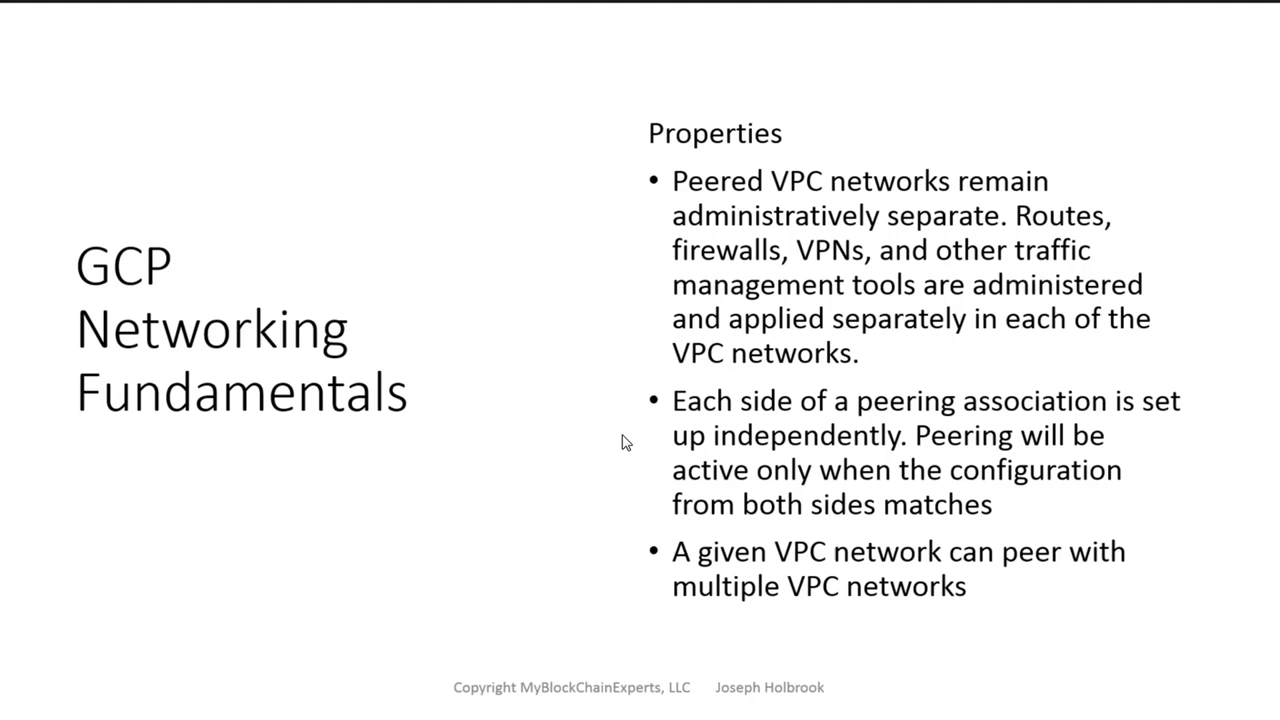 GCP
Networking
Fundamentals
Properties
• Peered VPC networks remain
administratively separate. Routes,
firewalls, VPNs, and other traffic
management tools are administered
and applied separately in each of the
VPC networks.
• Each side of a peering association is set
up independently. Peering will be
active only when the configuration
from both sides matches
• A given VPC network can peer with
multiple VPC networks
Copyright MyBlockChainExperts, LLC Joseph Holbrook